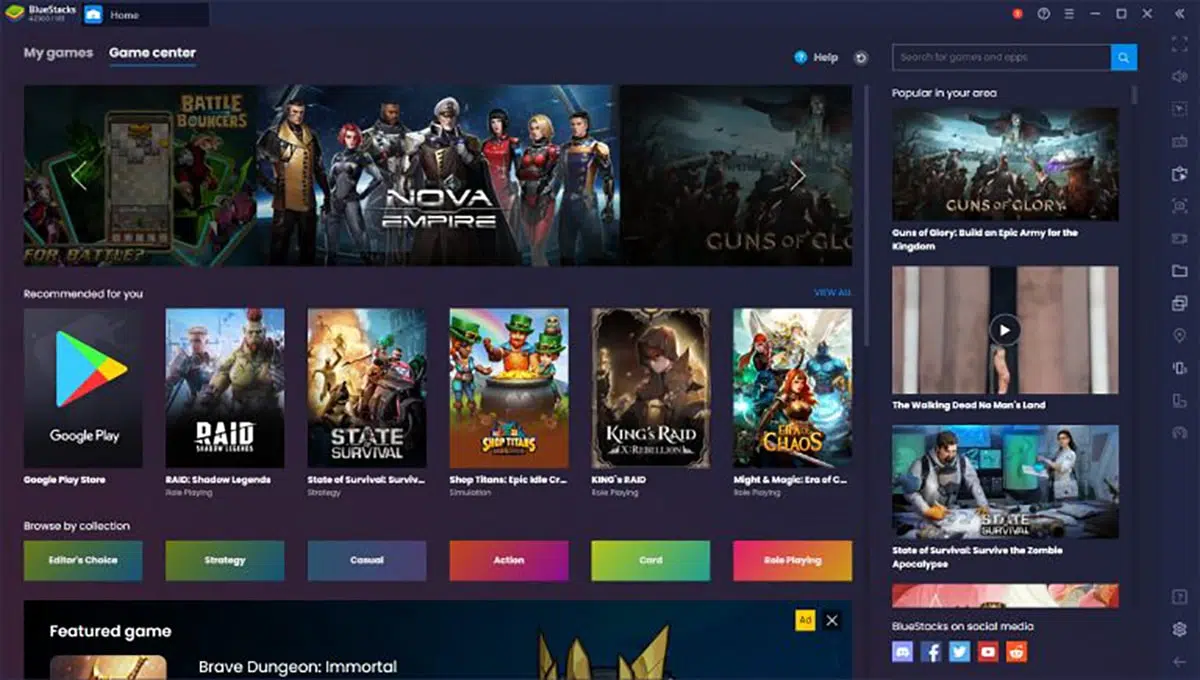 BlueStacks
Home
My games
Game center
Help
Search for games and apps
BATTLE
BOUNCERS
FOR BATTLE?
NOVA
EMPIRE
GUNS OF GLO
Popular in your area
GUNS OF GLORY
Guns of Glory: Build an Epic Army for the
Kingdom
The Walking Dead No Man's Land
STATE
SURVIVAL
State of Survival: Survive the Zombie
Apocalypse
BlueStacks on social media
Recommended for you
VIEW ALL
Google Play
RAID
SHADOW LEGENDS
STATE
SURVIVAL
SHOP TITANS
KING'S RAID
X:REBELLION
ERA OF
CHAOS
Google Play Store
RAID: Shadow Legends
Role Playing
State of Survival: Surviv...
Strategy
Shop Titans: Epic Idle Cr...
Simulation
KING's RAID
Role Playing
Might & Magic: Era of C...
Role Playing
Browse by collection
Editor's Choice
Strategy
Casual
Action
Card
Role Playing
Featured game
Ad
Brave Dungeon: Immortal